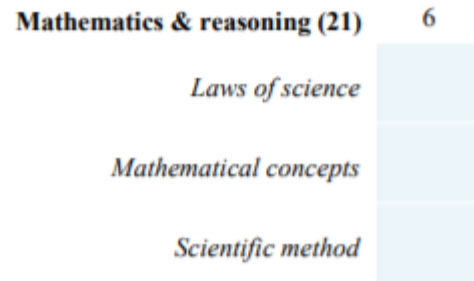 Mathematics & reasoning (21) 6
Laws of science
Mathematical concepts
Scientific method